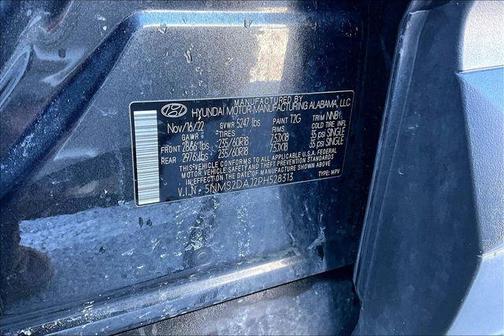 MANUFACTURED BY
HYUNDAI MOTOR MANUFACTURING ALABAMA, LLC
Nov/16/22 GVWR 5247 lbs PAINT T2G TRIM NNB
GAWR TIRES RIMS COLD INFL. PRESS.
FRONT 2866 lbs 235/60R18 7.5JX18 35 psi SINGLE
REAR 2976 lbs 235/60R18 7.5JX18 35 psi SINGLE
THIS VEHICLE CONFORMS TO ALL APPLICABLE U.S.A. FEDERAL MOTOR
VEHICLE SAFETY AND THEFT PREVENTION STANDARDS IN EFFECT ON
THE DATE OF MANUFACTURE SHOWN ABOVE.
V.I.N : 5NMS2DAJ2PH528313 TYPE: MPV